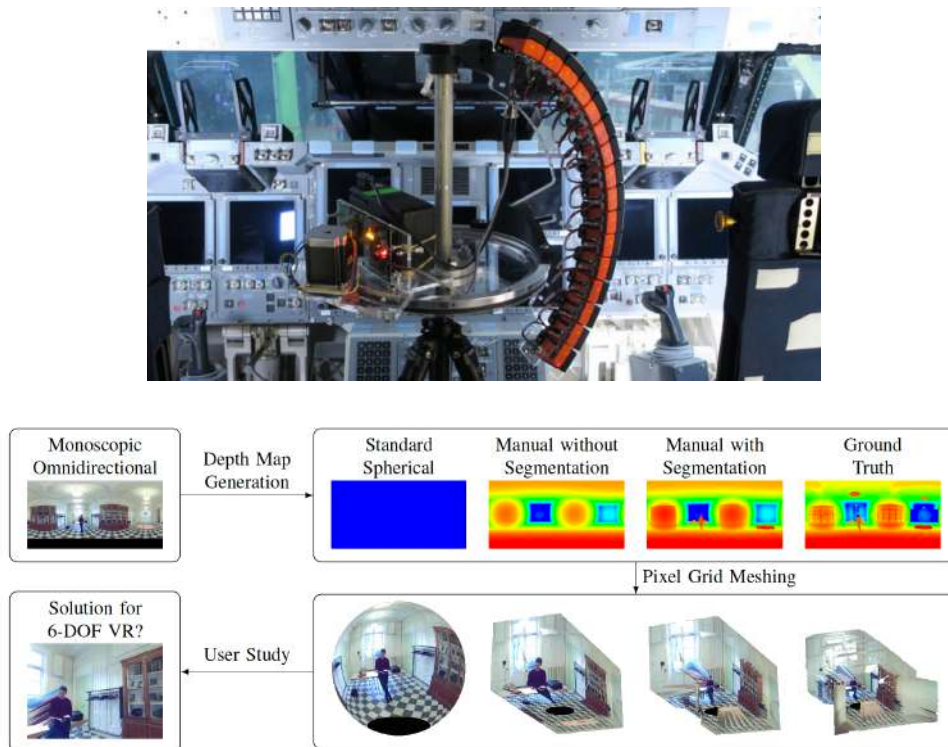 Monoscopic
Omnidirectional
Depth Map
Generation
Standard
Spherical
Manual without
Segmentation
Manual with
Segmentation
Ground
Truth
Pixel Grid Meshing
Solution for
6-DOF VR?
User Study